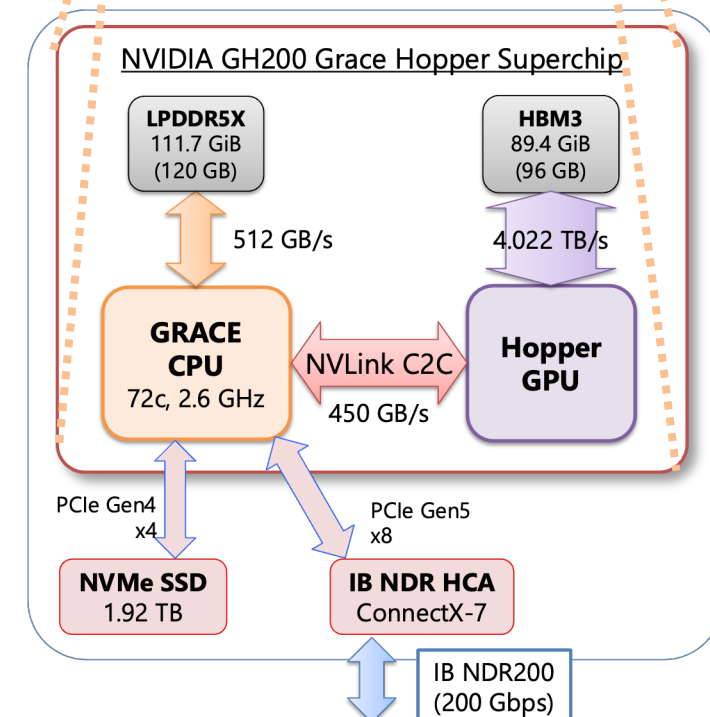 NVIDIA GH200 Grace Hopper Superchip
LPDDR5X
111.7 GiB
(120 GB)
HBM3
89.4 GiB
(96 GB)
512 GB/s
4.022 TB/s
GRACE
CPU
72c, 2.6 GHz
NVLink C2C
450 GB/s
Hopper
GPU
PCIe Gen4
x4
PCIe Gen5
x8
NVMe SSD
1.92 TB
IB NDR HCA
ConnectX-7
IB NDR200
(200 Gbps)